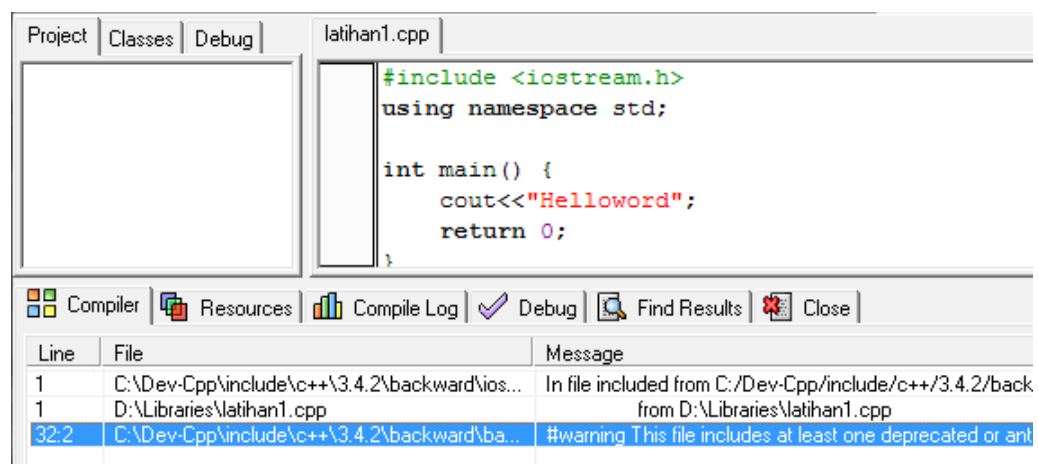 Project Classes Debug latihan1.cpp
#include <iostream.h>
using namespace std;
int main() {
cout<<"Helloword";
return 0;
}
Compiler Resources Compile Log Debug Find Results Close
Line File Message
1 C:\Dev-Cpp\include\c++\3.4.2\backward\ios... In file included from C:/Dev-Cpp/include/c++/3.4.2/back
1 D:\Libraries\latihan1.cpp from D:\Libraries\latihan1.cpp
32:2 C:\Dev-Cpp\include\c++\3.4.2\backward\ba... #warning This file includes at least one deprecated or ant